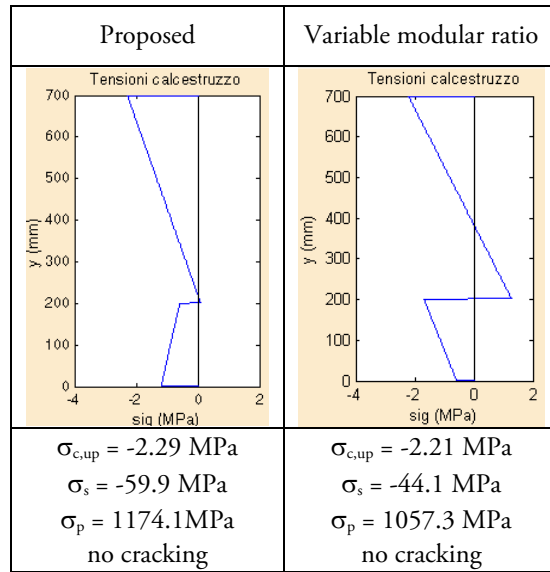 Proposed
Variable modular ratio
Tensioni calcestruzzo
700
600
500
400
300
200
100
0
y (mm)
-4
-2
0
2
sig (MPa)
Tensioni calcestruzzo
700
600
500
400
300
200
100
0
y (mm)
-4
-2
0
2
sig (MPa)
σc,up = -2.29 MPa
σs = -59.9 MPa
σp = 1174.1MPa
no cracking
σc,up = -2.21 MPa
σs = -44.1 MPa
σp = 1057.3 MPa
no cracking